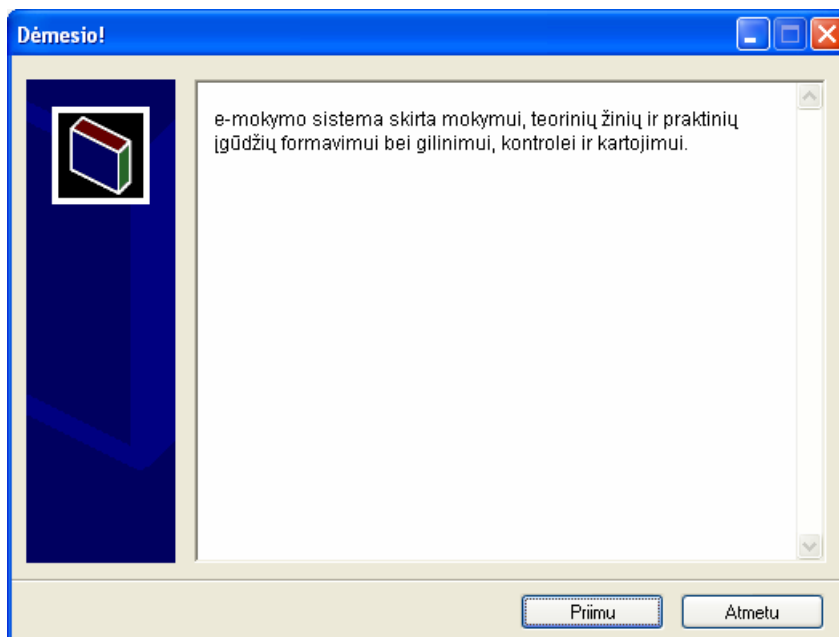 Dėmesio!
e-mokymo sistema skirta mokymui, teorinių žinių ir praktinių
įgūdžių formavimui bei gilinimui, kontrolei ir kartojimui.
Priimu
Atmetu